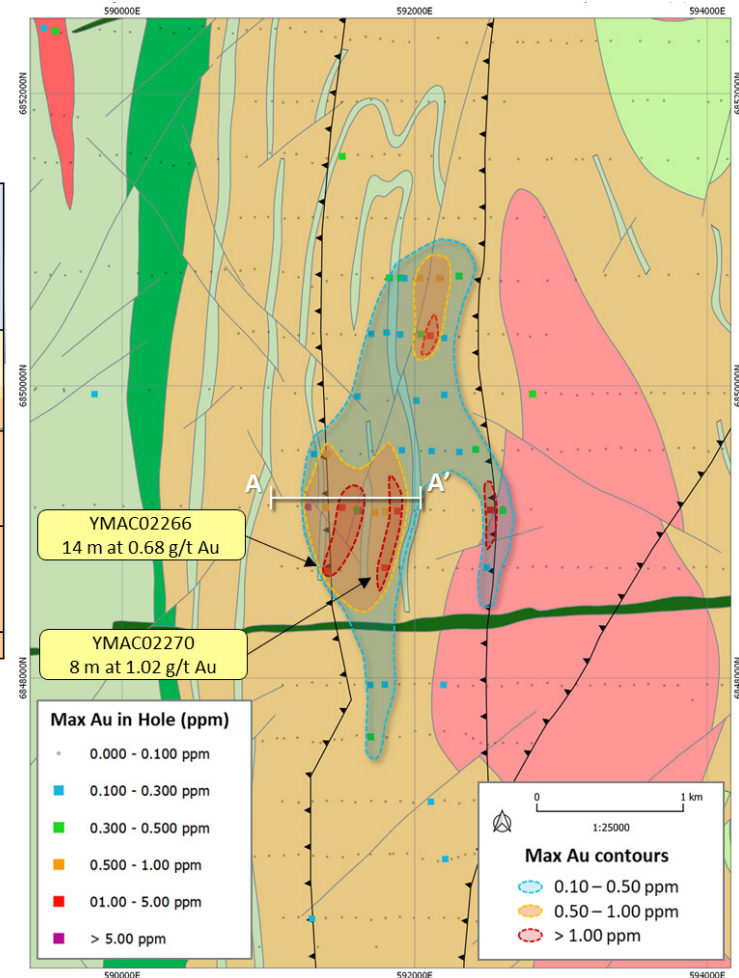 590000E
592000E
594000E
6852000N
6852000N
6850000N
6850000N
A
A'
YMAC02266
14 m at 0.68 g/t Au
YMAC02270
8 m at 1.02 g/t Au
6848000N
6848000N
Max Au in Hole (ppm)
0.000 - 0.100 ppm
0.100 - 0.300 ppm
0.300 - 0.500 ppm
0.500 - 1.00 ppm
01.00 - 5.00 ppm
> 5.00 ppm
0
1 km
1:25000
Max Au contours
0.10 – 0.50 ppm
0.50 – 1.00 ppm
> 1.00 ppm
590000E
592000E
594000E